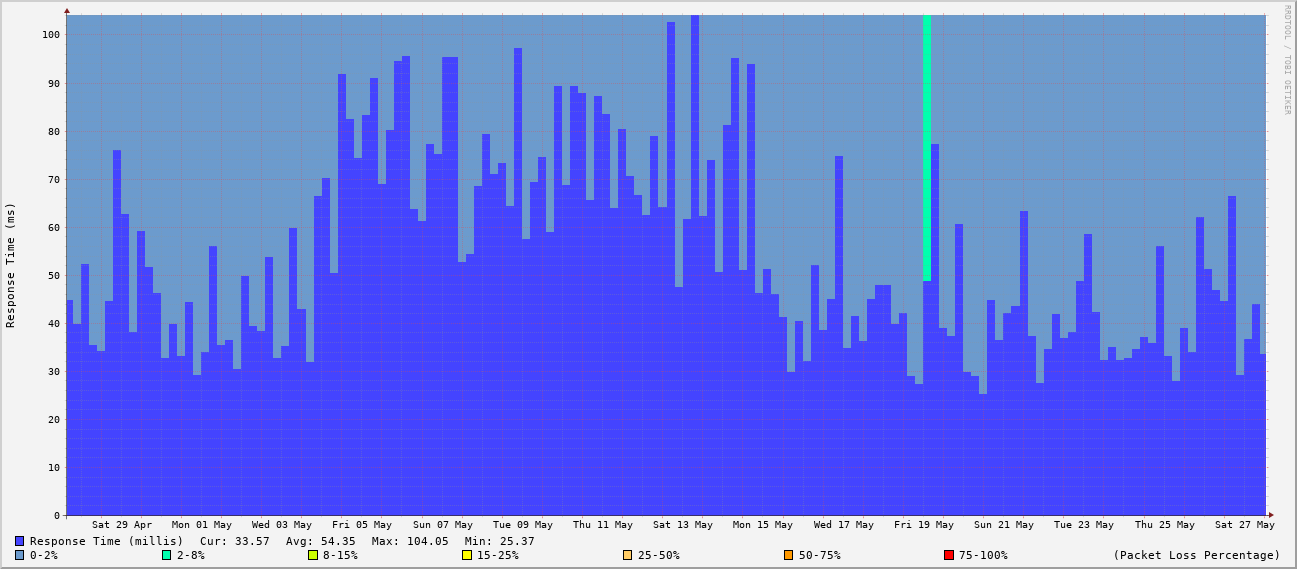 RRDTOOL / TOBI OETIKER
Response Time (ms)
100
90
80
70
60
50
40
30
20
10
0
Sat 29 Apr Mon 01 May Wed 03 May Fri 05 May Sun 07 May Tue 09 May Thu 11 May Sat 13 May Mon 15 May Wed 17 May Fri 19 May Sun 21 May Tue 23 May Thu 25 May Sat 27 May
Response Time (millis) Cur: 33.57 Avg: 54.35 Max: 104.05 Min: 25.37
0-2% 2-8% 8-15% 15-25% 25-50% 50-75% 75-100% (Packet Loss Percentage)